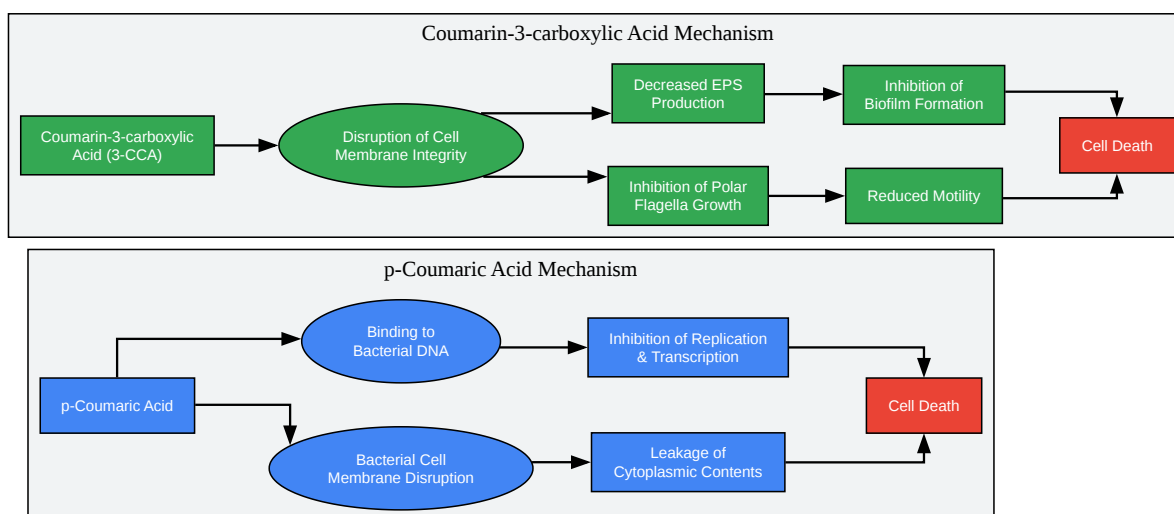 Coumarin-3-carboxylic Acid Mechanism
Coumarin-3-carboxylic
Acid (3-CCA)
Disruption of Cell
Membrane Integrity
Decreased EPS
Production
Inhibition of
Biofilm Formation
Inhibition of Polar
Flagella Growth
Reduced Motility
Cell Death
p-Coumaric Acid Mechanism
p-Coumaric Acid
Binding to
Bacterial DNA
Inhibition of Replication
& Transcription
Bacterial Cell
Membrane Disruption
Leakage of
Cytoplasmic Contents
Cell Death